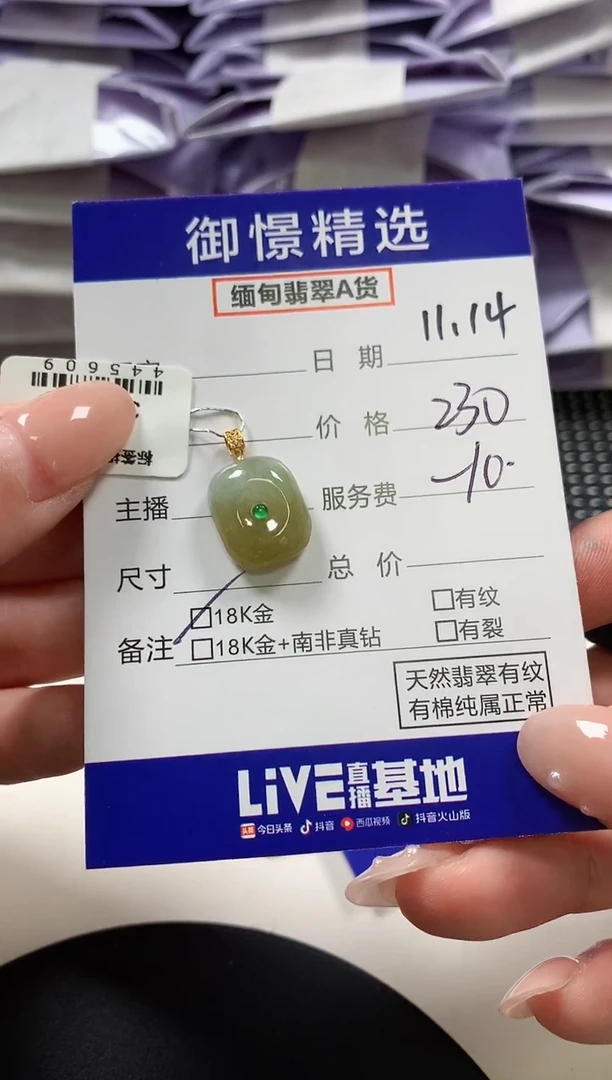 御憬精选
缅甸翡翠A货
日期 11.14
445609
价格 230
主播 服务费 -10-
尺寸 总价
□18K金 □有纹
备注 □18K金+南非真钻 □有裂
天然翡翠有纹
有棉纯属正常
LiVE直播基地
头条 今日头条 抖音 西瓜视频 抖音火山版